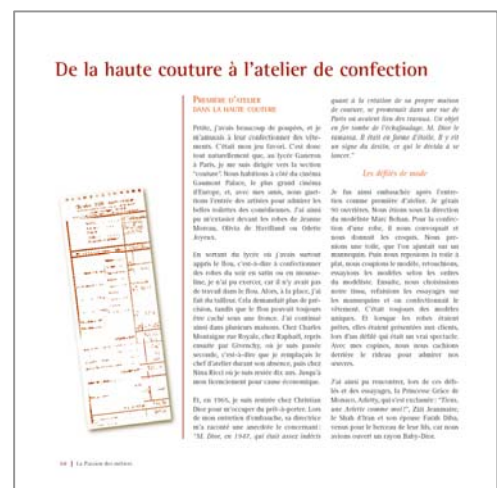 De la haute couture à l'atelier de confection
PREMIÈRE D'ATELIER
DANS LA HAUTE COUTURE
Petite, j'avais beaucoup de poupées, et je
m'amusais à leur confectionner des vête-
ments. C'était mon jeu favori. C'est donc
tout naturellement que, au lycée Ganeron
à Paris, je me suis dirigée vers la section
"couture". Nous habitions à côté du cinéma
Gaumont Palace, le plus grand cinéma
d'Europe, et, avec mes amis, nous guet-
tions l'entrée des artistes pour admirer les
belles toilettes des comédiennes. J'ai ainsi
pu m'extasier devant les robes de Jeanne
Moreau, Olivia de Havilland ou Odette
Joyeux.
En sortant du lycée où j'avais surtout
appris le flou, c'est-à-dire à confectionner
des robes du soir en satin ou en mousse-
line, je n'ai pu exercer, car il n'y avait pas
de travail dans le flou. Alors, à la place, j'ai
fait du tailleur. Cela demandait plus de pré-
cision, tandis que le flou pouvait toujours
être caché sous une fronce. J'ai continué
ainsi dans plusieurs maisons. Chez Charles
Montaigne rue Royale, chez Raphaël, repris
ensuite par Givenchy, où je suis passée
seconde, c'est-à-dire que je remplaçais le
chef d'atelier durant son absence, puis chez
Nina Ricci où je suis restée dix ans. Jusqu'à
mon licenciement pour cause économique.
Et, en 1965, je suis rentrée chez Christian
Dior pour m'occuper du prêt-à-porter. Lors
de mon entretien d'embauche, sa directrice
m'a raconté une anecdote le concernant :
"M. Dior, en 1947, qui était assez indécis
quant à la création de sa propre maison
de couture, se promenait dans une rue de
Paris où avaient lieu des travaux. Un objet
en fer tomba de l'échafaudage. M. Dior le
ramassa. Il était en forme d'étoile. Il y vit
un signe du destin, ce qui le décida à se
lancer."
Les défilés de mode
Je fus ainsi embauchée après l'entre-
tien comme première d'atelier. Je gérais
90 ouvrières. Nous étions sous la direction
du modéliste Marc Bohan. Pour la confec-
tion d'une robe, il nous convoquait et
nous donnait les croquis. Nous pre-
nions une toile, que l'on ajustait sur un
mannequin. Puis nous reposions la toile à
plat, nous coupions le modèle, retouchions,
essayions les modèles selon les ordres
du modéliste. Ensuite, nous choisissions
notre tissu, refaisions les essayages sur
les mannequins et on confectionnait le
vêtement. C'était toujours des modèles
uniques. Et lorsque les robes étaient
prêtes, elles étaient présentées aux clients,
lors d'un défilé qui était un vrai spectacle.
Avec mes copines, nous nous cachions
derrière le rideau pour admirer nos
œuvres.
J'ai ainsi pu rencontrer, lors de ces défi-
lés et des essayages, la Princesse Grâce de
Monaco, Arletty, qui s'est exclamée : "Tiens,
une Arlette comme moi !", Zizi Jeanmaire,
le Shah d'Iran et son épouse Farah Diba,
venus pour le berceau de leur fils, car nous
avions ouvert un rayon Baby-Dior.
La Passion des métiers